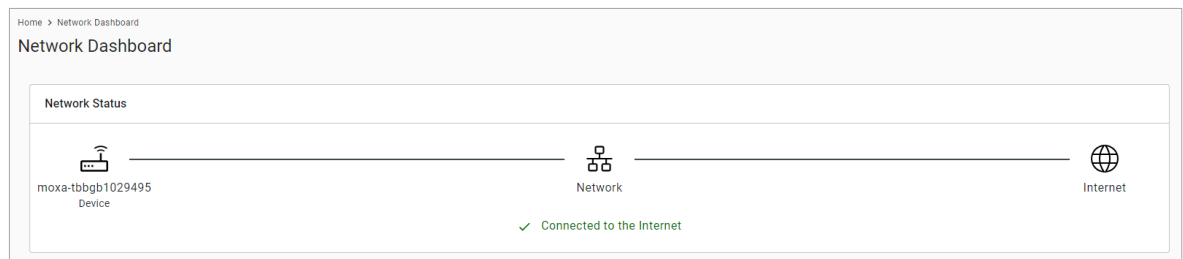 Home > Network Dashboard
Network Dashboard
Network Status
moxa-tbbgb1029495
Device
Network
Internet
Connected to the Internet